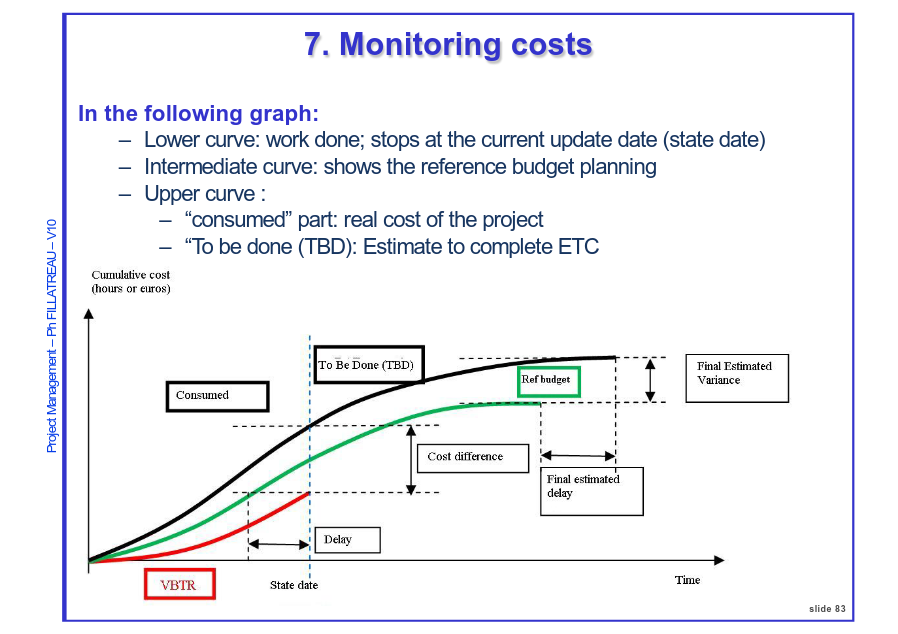 7. Monitoring costs
In the following graph:
– Lower curve: work done; stops at the current update date (state date)
– Intermediate curve: shows the reference budget planning
– Upper curve :
– “consumed” part: real cost of the project
– “To be done (TBD): Estimate to complete ETC
Project Management – Ph FILLATREAU – V10
Cumulative cost
(hours or euros)
To Be Done (TBD)
Consumed
Ref budget
Final Estimated
Variance
Cost difference
Final estimated
delay
Delay
VBTR
State date
Time
slide 83